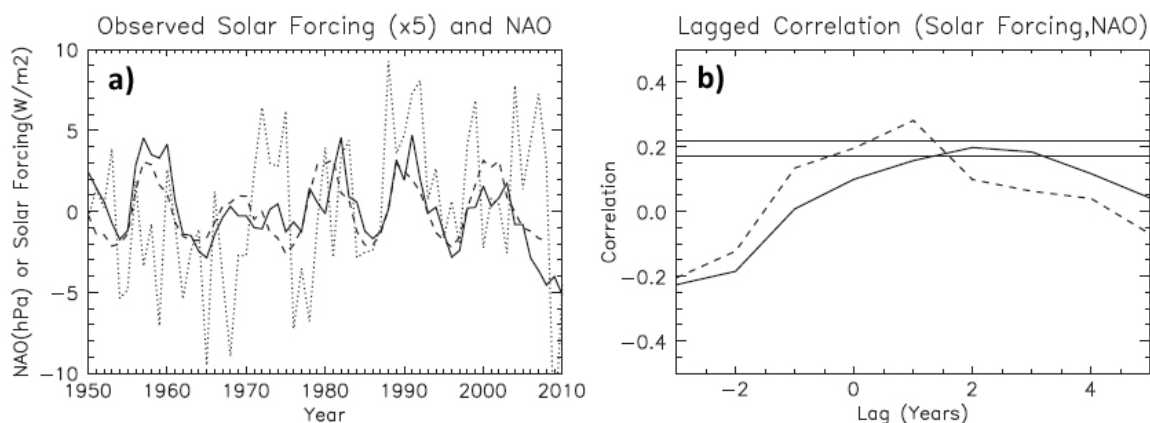 Observed Solar Forcing (x5) and NAO
a)
NAO(hPa) or Solar Forcing(W/m2)
10
5
0
−5
−10
1950 1960 1970 1980 1990 2000 2010
Year
Lagged Correlation (Solar Forcing,NAO)
b)
Correlation
0.4
0.2
0.0
−0.2
−0.4
−2 0 2 4
Lag (Years)